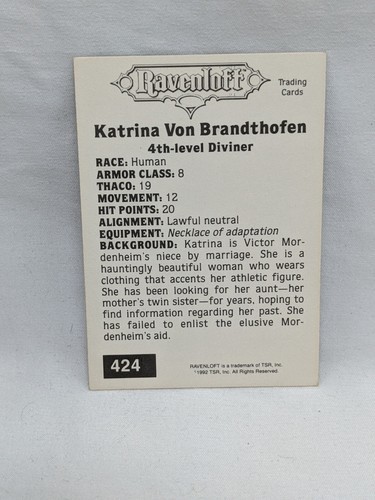 Ravenloft
Trading
Cards
Katrina Von Brandthofen
4th-level Diviner
RACE: Human
ARMOR CLASS: 8
THACO: 19
MOVEMENT: 12
HIT POINTS: 20
ALIGNMENT: Lawful neutral
EQUIPMENT: Necklace of adaptation
BACKGROUND: Katrina is Victor Mor-
denheim's niece by marriage. She is a
hauntingly beautiful woman who wears
clothing that accents her athletic figure.
She has been looking for her aunt—her
mother's twin sister—for years, hoping to
find information regarding her past. She
has failed to enlist the elusive Mor-
denheim's aid.
424
RAVENLOFT is a trademark of TSR, Inc.
©1992 TSR, Inc. All Rights Reserved.